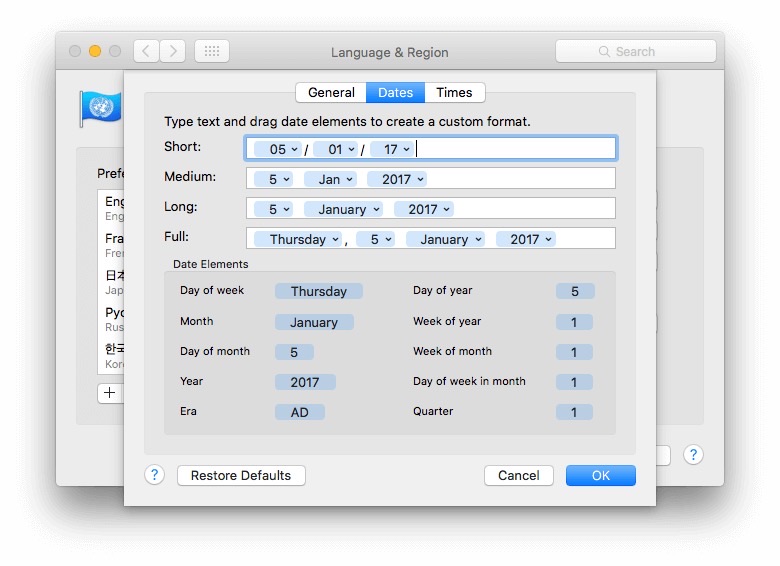 Language & Region
Search
General Dates Times
Type text and drag date elements to create a custom format.
Short: 05 / 01 / 17
Medium: 5 Jan 2017
Long: 5 January 2017
Full: Thursday , 5 January 2017
Date Elements
Day of week Thursday Day of year 5
Month January Week of year 1
Day of month 5 Week of month 1
Year 2017 Day of week in month 1
Era AD Quarter 1
? Restore Defaults Cancel OK
?
Prefe
Eng
Eng
Fra
Fren
日本
Jap
Рус
Rus
한국
Kor
+